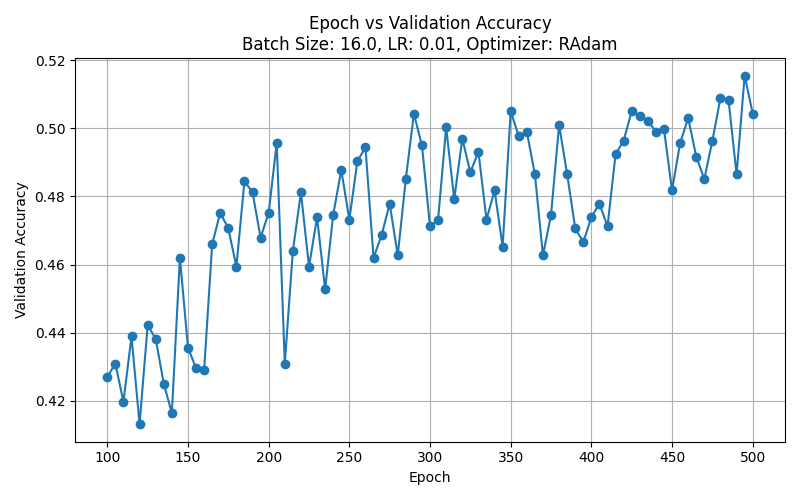 Epoch vs Validation Accuracy
Batch Size: 16.0, LR: 0.01, Optimizer: RAdam
0.52
0.50
0.48
0.46
0.44
0.42
Validation Accuracy
100 150 200 250 300 350 400 450 500
Epoch